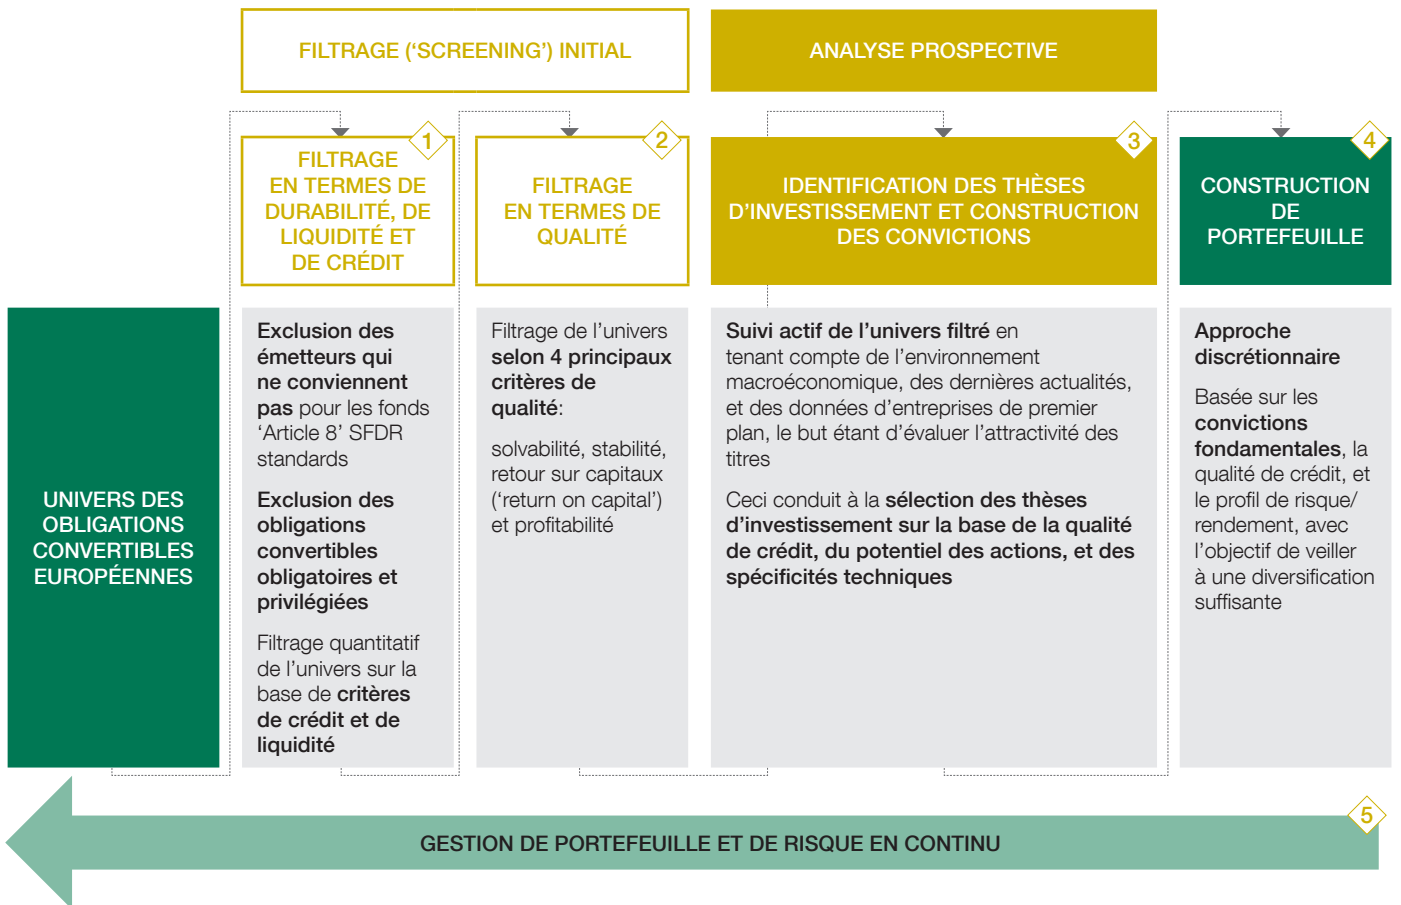 FILTRAGE (‘SCREENING’) INITIAL
ANALYSE PROSPECTIVE
1
FILTRAGE
EN TERMES DE
DURABILITÉ, DE
LIQUIDITÉ ET
DE CRÉDIT
2
FILTRAGE
EN TERMES DE
QUALITÉ
3
IDENTIFICATION DES THÈSES
D’INVESTISSEMENT ET CONSTRUCTION
DES CONVICTIONS
4
CONSTRUCTION
DE
PORTEFEUILLE
UNIVERS DES
OBLIGATIONS
CONVERTIBLES
EUROPÉENNES
Exclusion des
émetteurs qui
ne conviennent
pas pour les fonds
‘Article 8’ SFDR
standards
Exclusion des
obligations
convertibles
obligatoires et
privilégiées
Filtrage quantitatif
de l’univers sur la
base de critères
de crédit et de
liquidité
Filtrage de l’univers
selon 4 principaux
critères de
qualité:
solvabilité, stabilité,
retour sur capitaux
(‘return on capital’)
et profitabilité
Suivi actif de l’univers filtré en
tenant compte de l’environnement
macroéconomique, des dernières actualités,
et des données d’entreprises de premier
plan, le but étant d’évaluer l’attractivité des
titres
Ceci conduit à la sélection des thèses
d’investissement sur la base de la qualité
de crédit, du potentiel des actions, et des
spécificités techniques
Approche
discrétionnaire
Basée sur les
convictions
fondamentales, la
qualité de crédit, et
le profil de risque/
rendement, avec
l’objectif de veiller
à une diversification
suffisante
5
GESTION DE PORTEFEUILLE ET DE RISQUE EN CONTINU